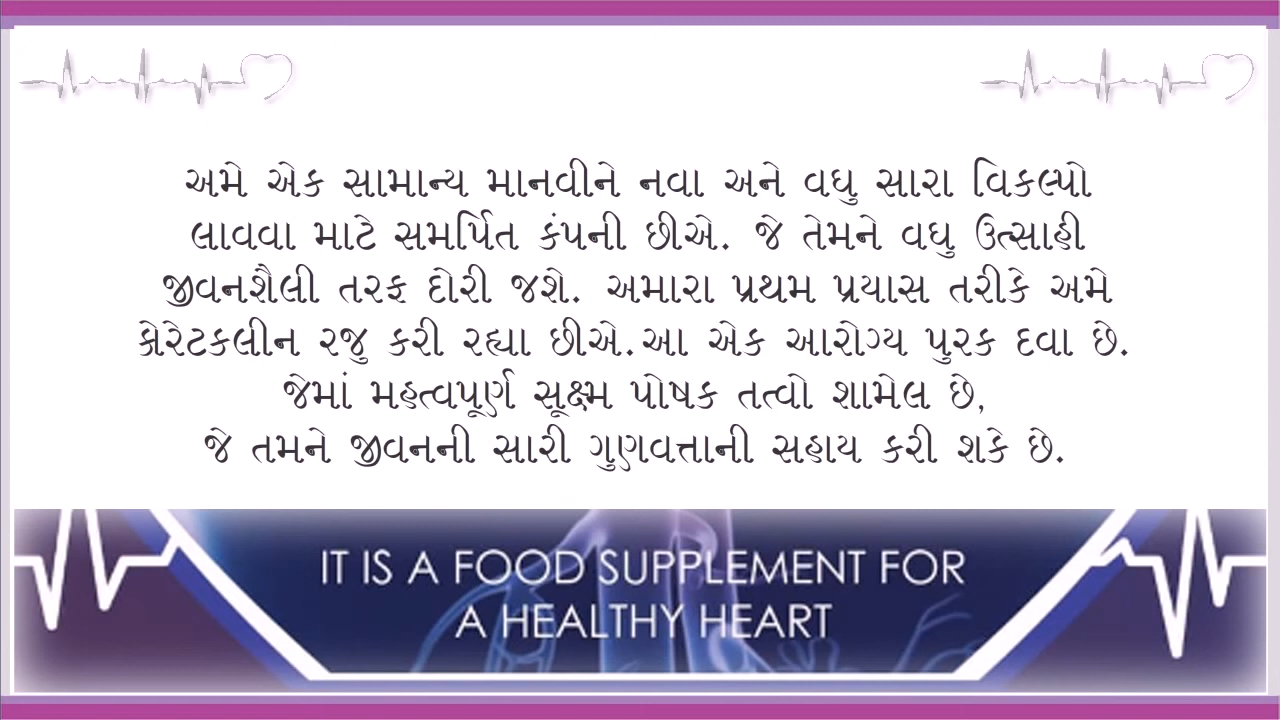 અમે એક સામાન્ય માનવીને નવા અને વધુ સારા વિકલ્પો
લાવવા માટે સમર્પિત કંપની છીએ. જે તેમને વધુ ઉત્સાહી
જીવનશૈલી તરફ દોરી જશે. અમારા પ્રથમ પ્રયાસ તરીકે અમે
કોરેટકલીન રજુ કરી રહ્યા છીએ.આ એક આરોગ્ય પુરક દવા છે.
જેમાં મહત્વપૂર્ણ સૂક્ષ્મ પોષક તત્વો શામેલ છે,
જે તમને જીવનની સારી ગુણવત્તાની સહાય કરી શકે છે.
IT IS A FOOD SUPPLEMENT FOR
A HEALTHY HEART